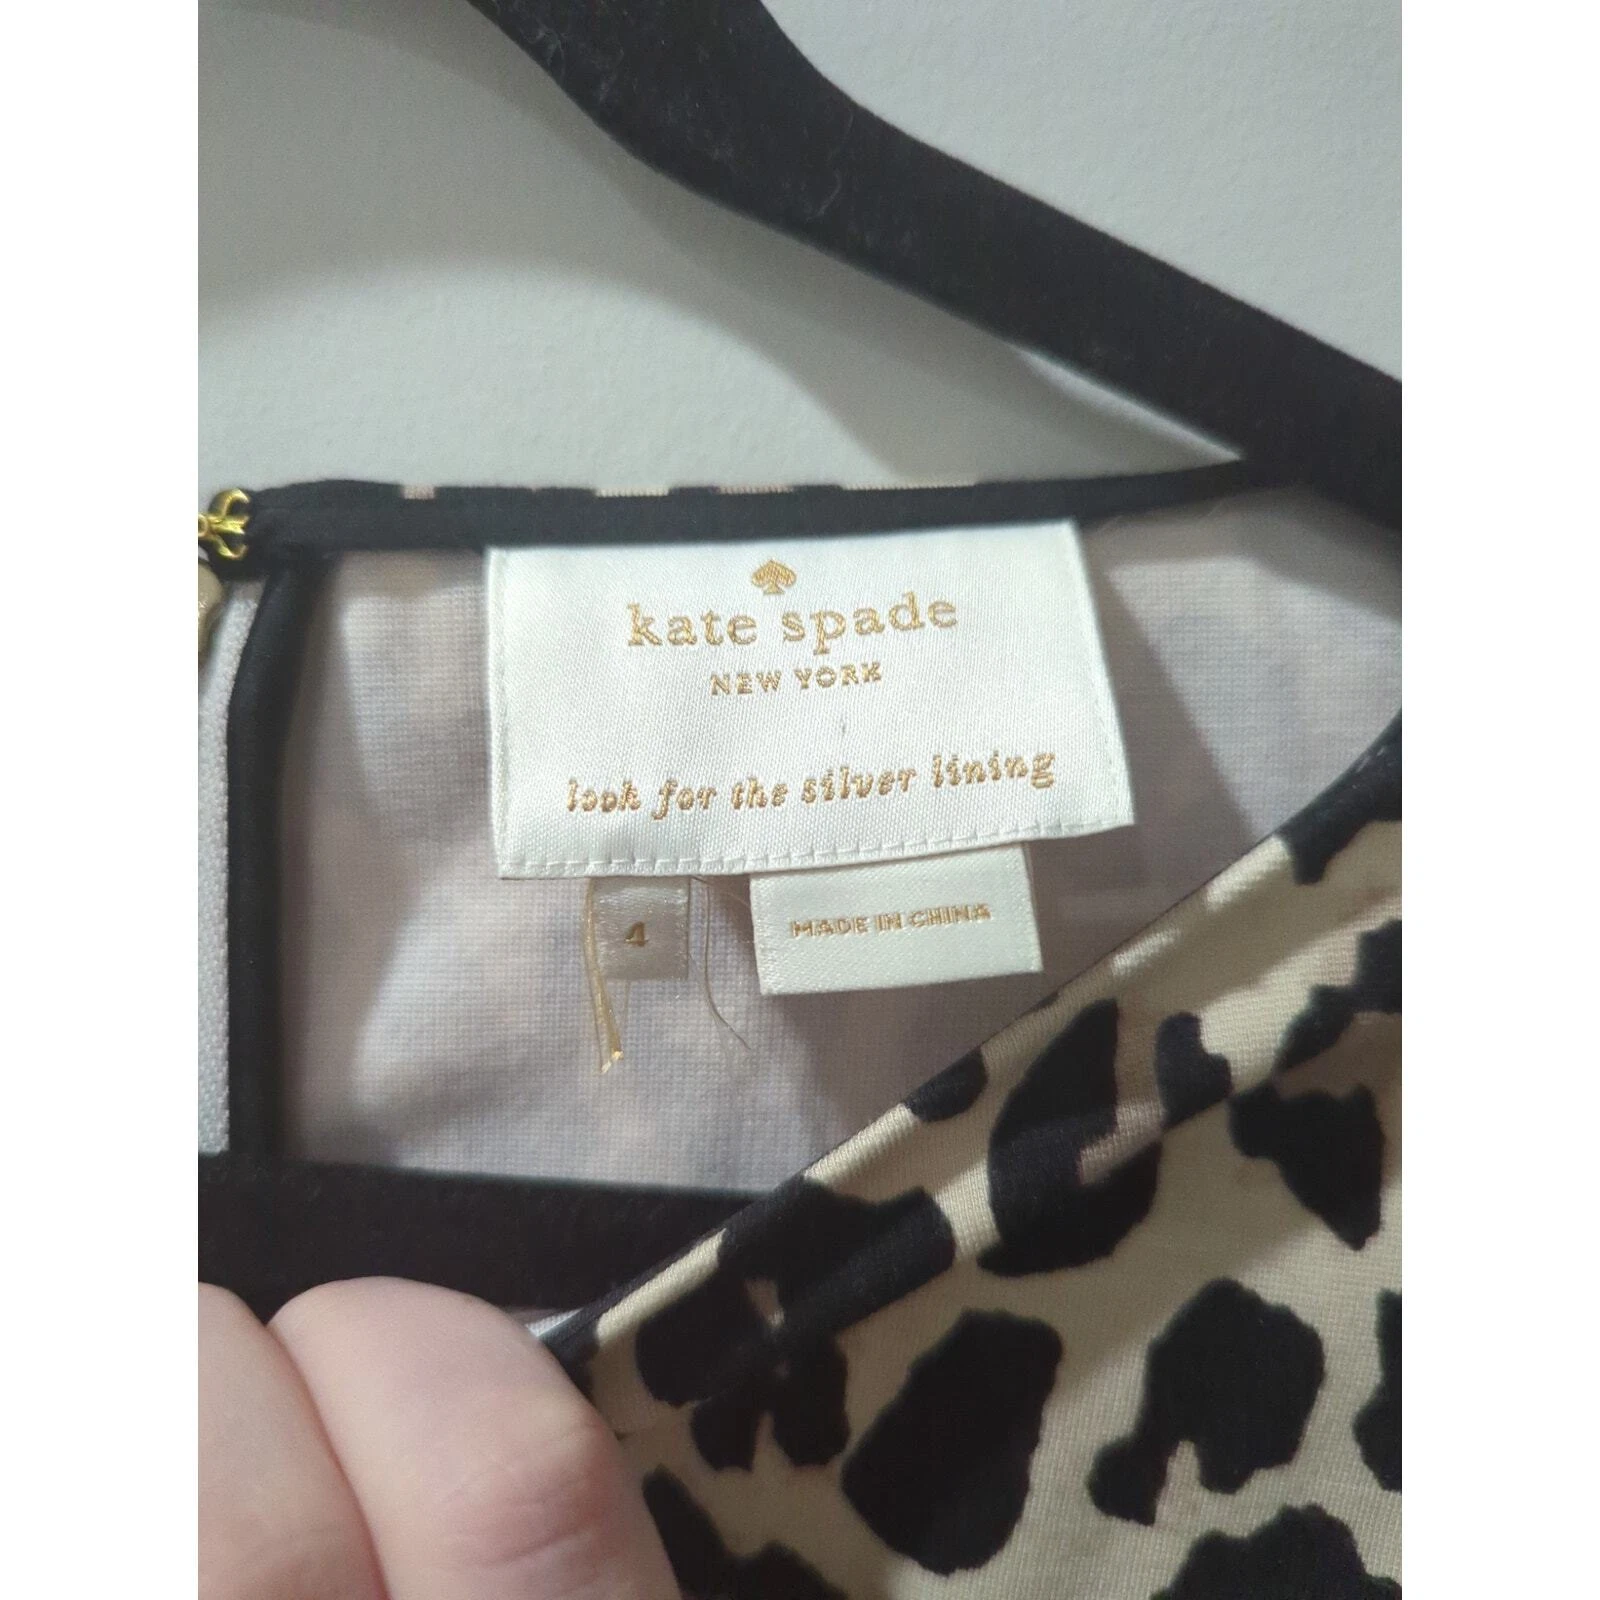 kate spade
NEW YORK
look for the silver lining
4
MADE IN CHINA